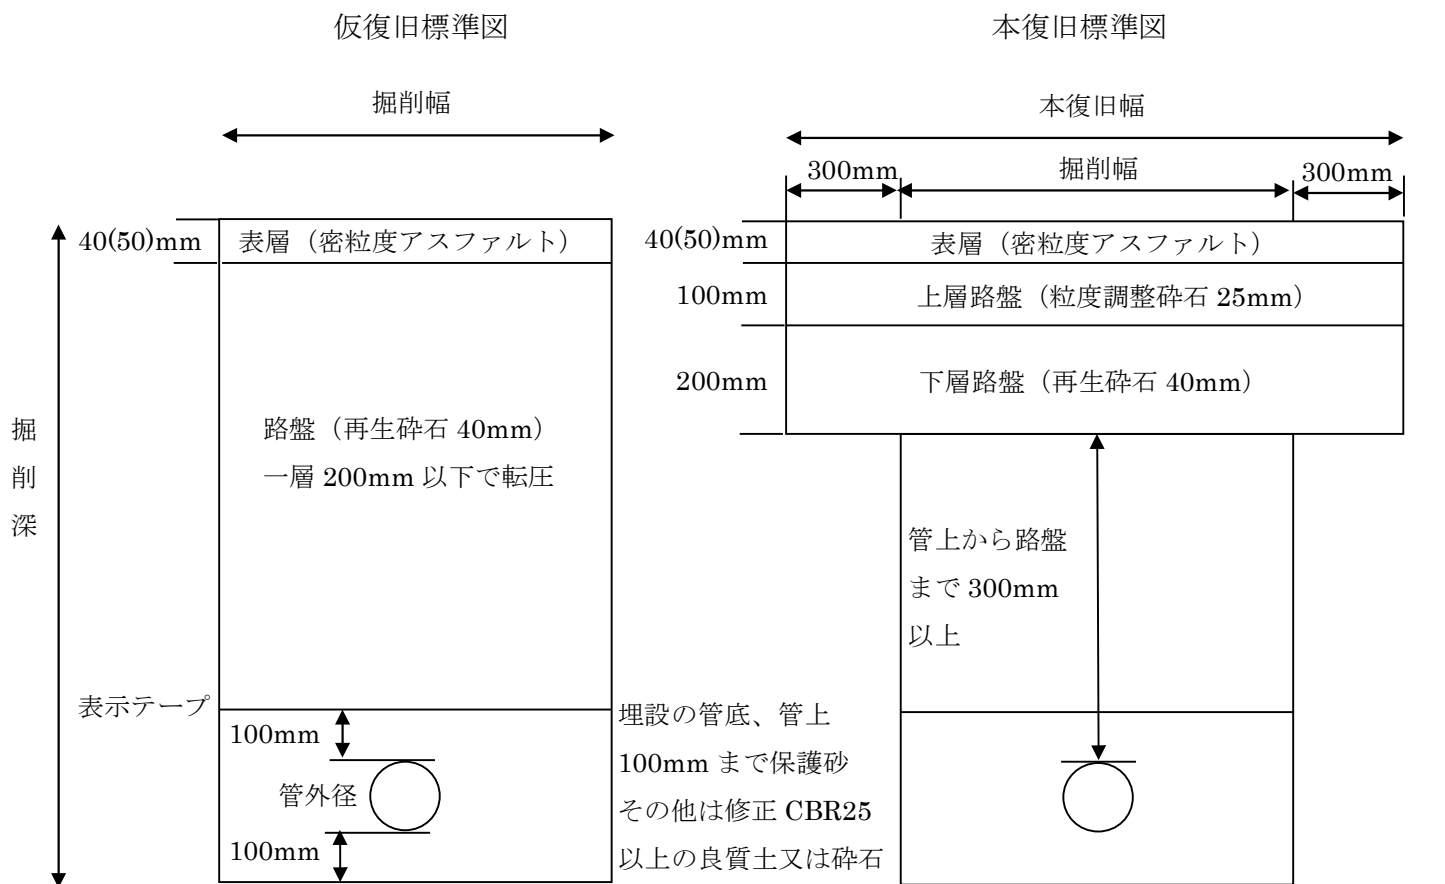 仮復旧標準図
掘削幅
40(50)mm
表層（密粒度アスファルト）
路盤（再生砕石 40mm）
一層 200mm 以下で転圧
掘
削
深
表示テープ
100mm
管外径
100mm
埋設の管底、管上
100mm まで保護砂
その他は修正 CBR25
以上の良質土又は砕石
本復旧標準図
本復旧幅
300mm
掘削幅
300mm
40(50)mm
表層（密粒度アスファルト）
100mm
上層路盤（粒度調整砕石 25mm）
200mm
下層路盤（再生砕石 40mm）
管上から路盤
まで 300mm
以上